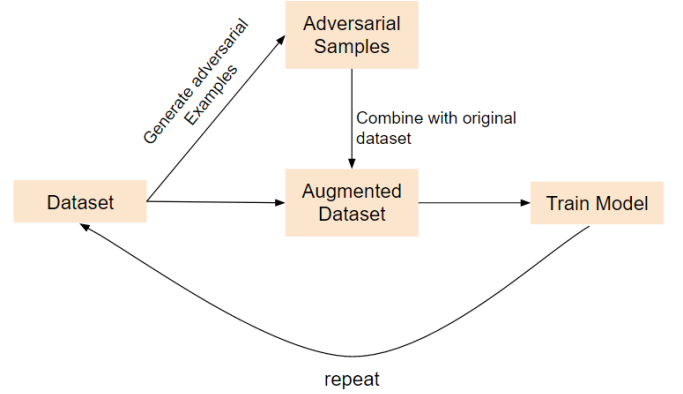 Adversarial
Samples
Generate adversarial
Examples
Combine with original
dataset
Dataset
Augmented
Dataset
Train Model
repeat